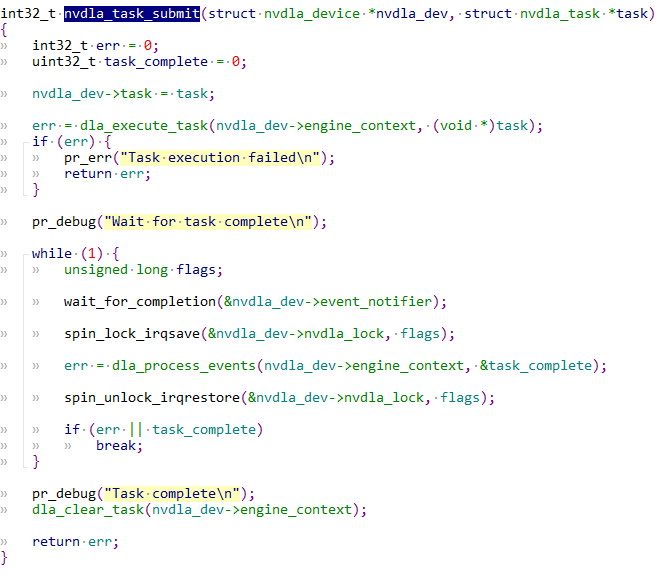 int32_t nvdla_task_submit(struct nvdla_device *nvdla_dev, struct nvdla_task *task)
{
	int32_t err = 0;
	uint32_t task_complete = 0;

	nvdla_dev->task = task;

	err = dla_execute_task(nvdla_dev->engine_context, (void *)task);
	if (err) {
		pr_err("Task execution failed\n");
		return err;
	}

	pr_debug("Wait for task complete\n");

	while (1) {
		unsigned long flags;

		wait_for_completion(&nvdla_dev->event_notifier);

		spin_lock_irqsave(&nvdla_dev->nvdla_lock, flags);

		err = dla_process_events(nvdla_dev->engine_context, &task_complete);

		spin_unlock_irqrestore(&nvdla_dev->nvdla_lock, flags);

		if (err || task_complete)
			break;
	}

	pr_debug("Task complete\n");
	dla_clear_task(nvdla_dev->engine_context);

	return err;
}